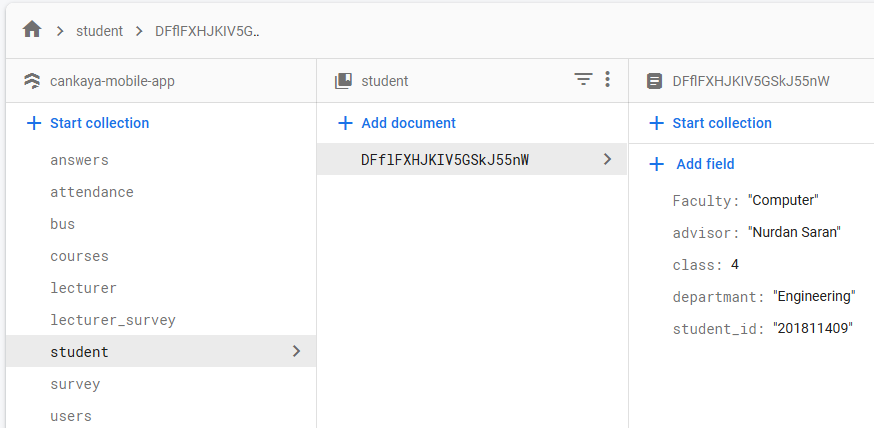 student
DFflFXHJKIV5G..
cankaya-mobile-app
Start collection
answers
attendance
bus
courses
lecturer
lecturer_survey
student
survey
users
student
Add document
DFflFXHJKIV5GSkJ55nW
DFflFXHJKIV5GSkJ55nW
Start collection
Add field
Faculty: "Computer"
advisor: "Nurdan Saran"
class: 4
departmant: "Engineering"
student_id: "201811409"